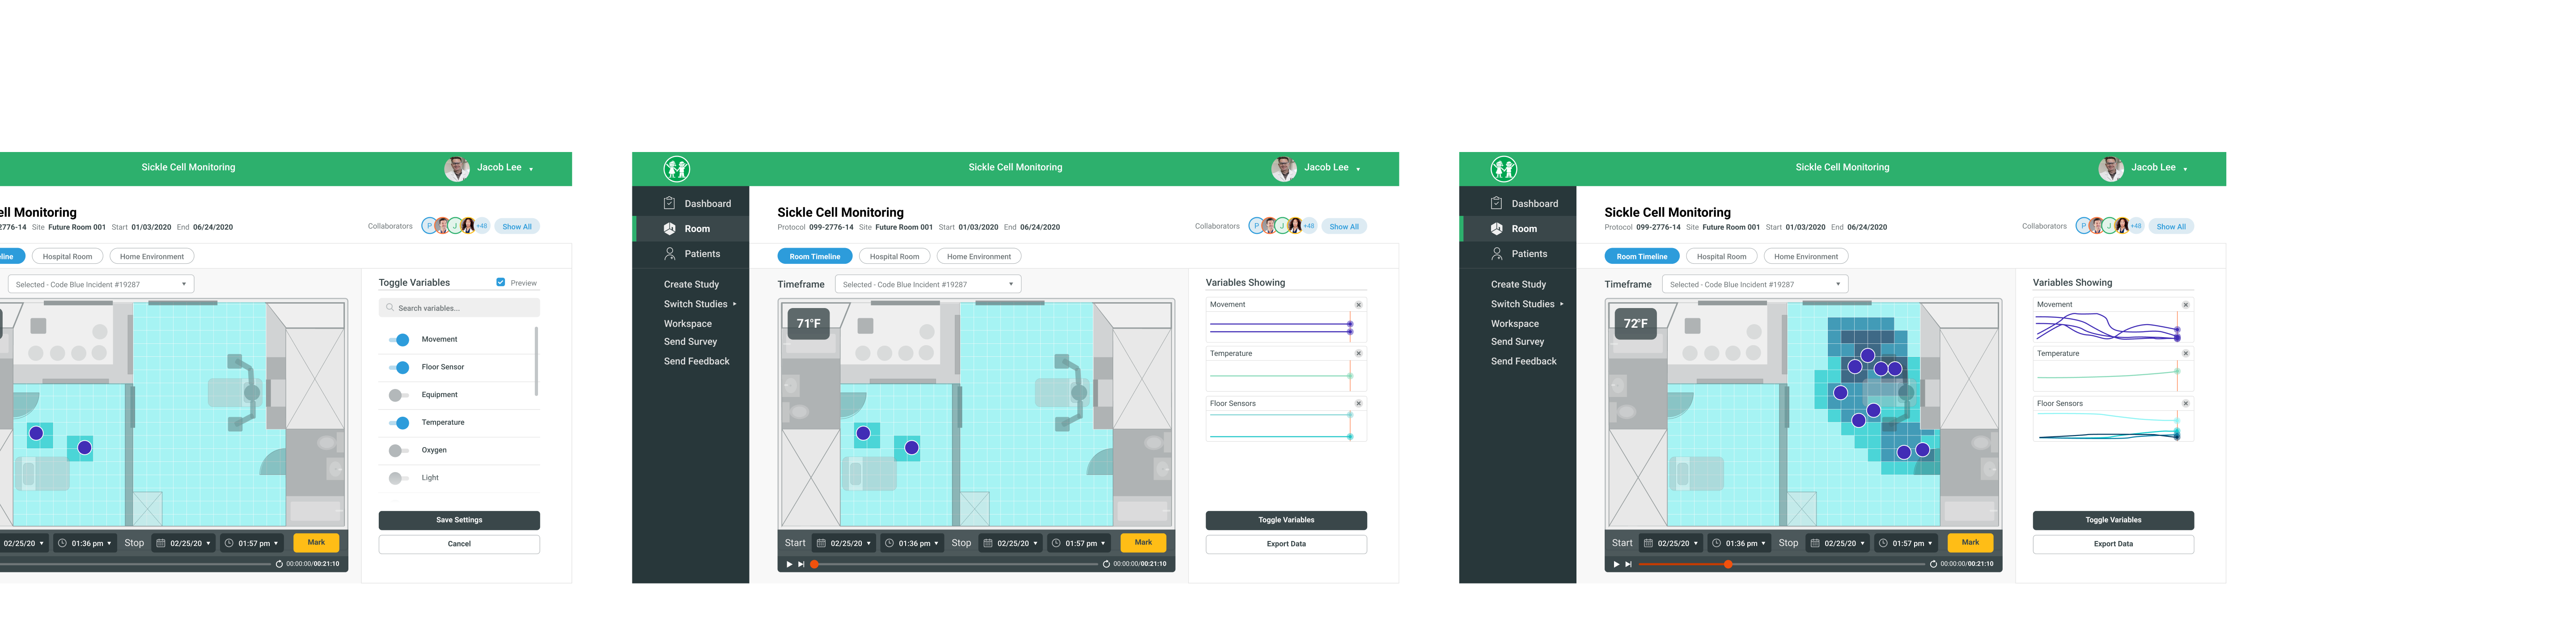 Sickle Cell Monitoring
Jacob Lee
ell Monitoring
2776-14 Site Future Room 001 Start 01/03/2020 End 06/24/2020
Collaborators P J +48 Show All
line Hospital Room Home Environment
Selected - Code Blue Incident #19287
Toggle Variables Preview
Search variables...
Movement
Floor Sensor
Equipment
Temperature
Oxygen
Light
Save Settings
Cancel
02/25/20 01:36 pm Stop 02/25/20 01:57 pm Mark
00:00:00/00:21:10
Sickle Cell Monitoring
Jacob Lee
Dashboard
Room
Patients
Create Study
Switch Studies
Workspace
Send Survey
Send Feedback
Sickle Cell Monitoring
Protocol 099-2776-14 Site Future Room 001 Start 01/03/2020 End 06/24/2020
Collaborators P J +48 Show All
Room Timeline Hospital Room Home Environment
Timeframe Selected - Code Blue Incident #19287
71°F
Variables Showing
Movement
Temperature
Floor Sensors
Toggle Variables
Export Data
Start 02/25/20 01:36 pm Stop 02/25/20 01:57 pm Mark
00:00:00/00:21:10
Sickle Cell Monitoring
Jacob Lee
Dashboard
Room
Patients
Create Study
Switch Studies
Workspace
Send Survey
Send Feedback
Sickle Cell Monitoring
Protocol 099-2776-14 Site Future Room 001 Start 01/03/2020 End 06/24/2020
Collaborators P J +48 Show All
Room Timeline Hospital Room Home Environment
Timeframe Selected - Code Blue Incident #19287
72°F
Variables Showing
Movement
Temperature
Floor Sensors
Toggle Variables
Export Data
Start 02/25/20 01:36 pm Stop 02/25/20 01:57 pm Mark
00:00:00/00:21:10